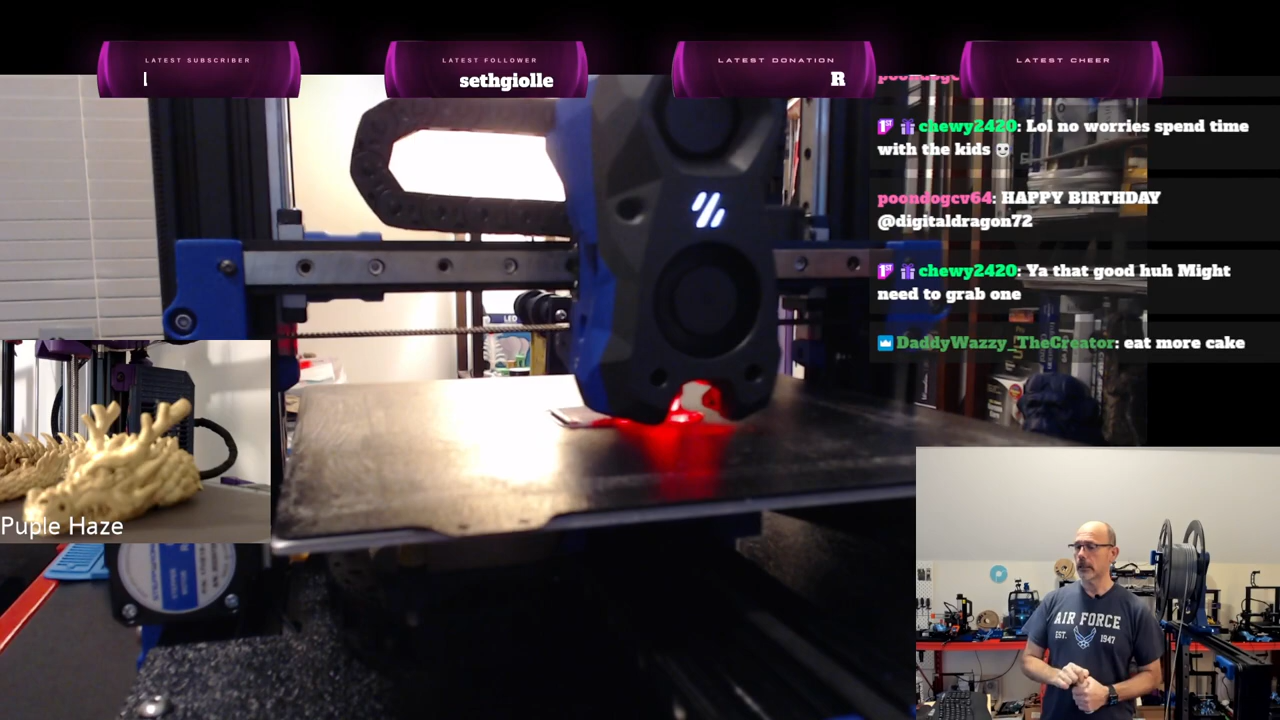 LATEST SUBSCRIBER
l
LATEST FOLLOWER
sethgiolle
LATEST DONATION
R
LATEST CHEER
chewy2420: Lol no worries spend time
with the kids
poondogcv64: HAPPY BIRTHDAY
@digitaldragon72
chewy2420: Ya that good huh Might
need to grab one
DaddyWazzy_TheCreator: eat more cake
LED
Puple Haze
AIR FORCE
EST. 1947